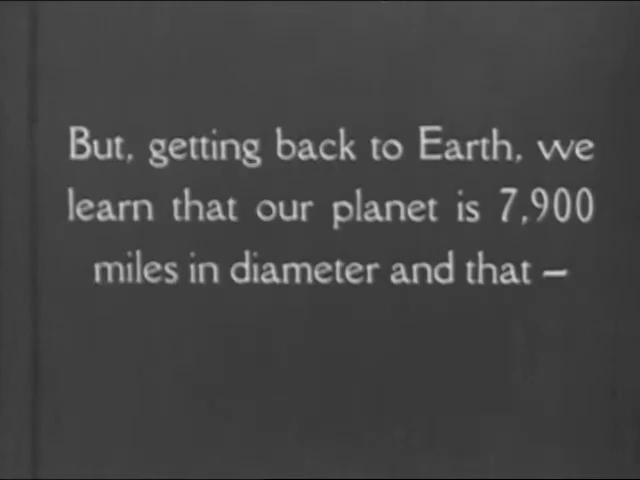 But, getting back to Earth, we
learn that our planet is 7,900
miles in diameter and that —